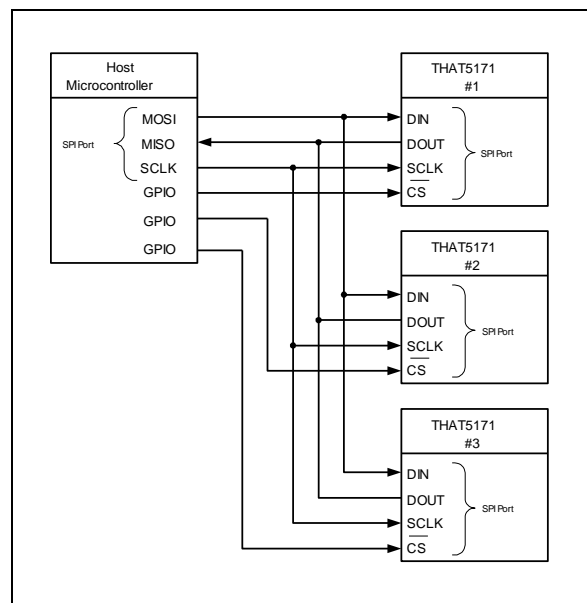 Host
Microcontroller
MOSI
SPI Port
MISO
SCLK
GPIO
GPIO
GPIO
THAT5171
#1
DIN
DOUT
SPI Port
SCLK
CS
THAT5171
#2
DIN
DOUT
SPI Port
SCLK
CS
THAT5171
#3
DIN
DOUT
SPI Port
SCLK
CS